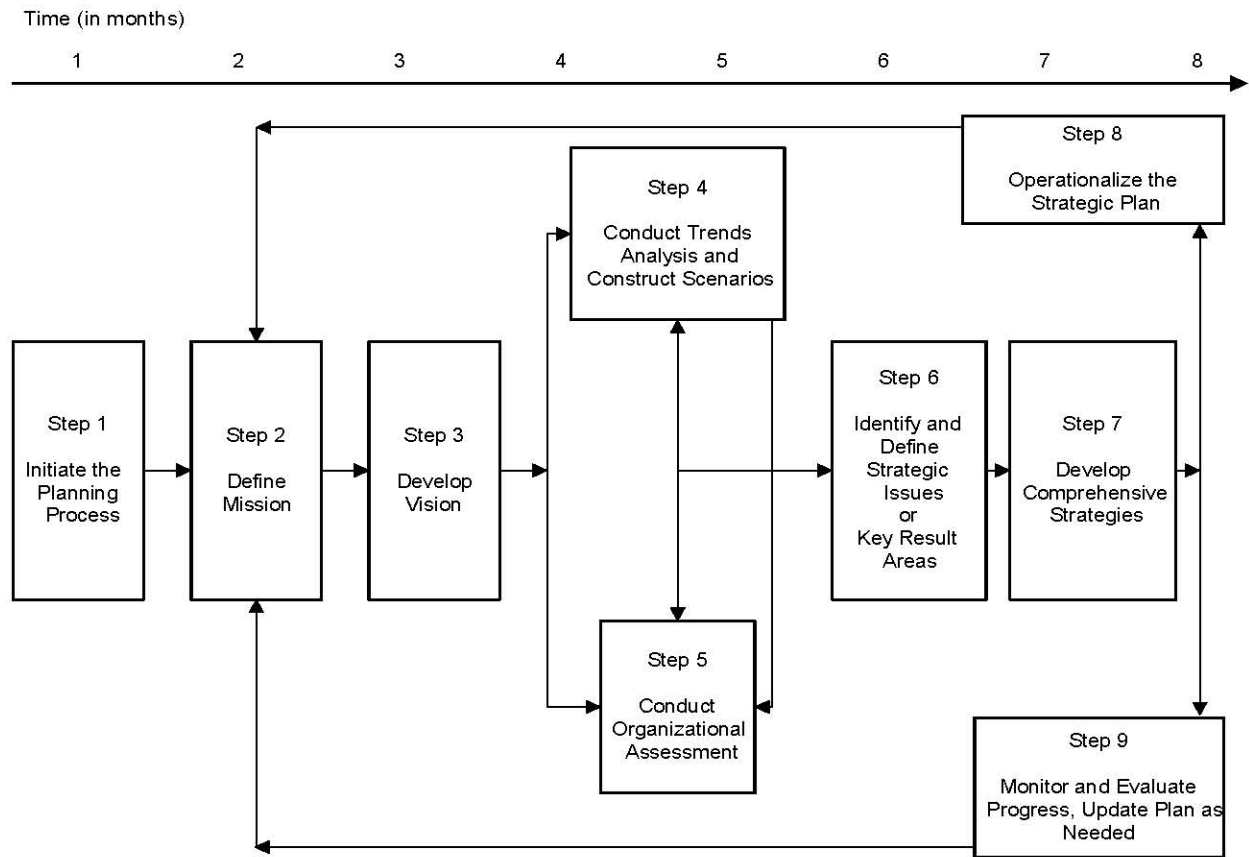 Time (in months)
1 2 3 4 5 6 7 8
Step 8
Operationalize the
Strategic Plan
Step 4
Conduct Trends
Analysis and
Construct Scenarios
Step 1
Initiate the
Planning
Process
Step 2
Define
Mission
Step 3
Develop
Vision
Step 6
Identify and
Define
Strategic
Issues
or
Key Result
Areas
Step 7
Develop
Comprehensive
Strategies
Step 5
Conduct
Organizational
Assessment
Step 9
Monitor and Evaluate
Progress, Update Plan as
Needed